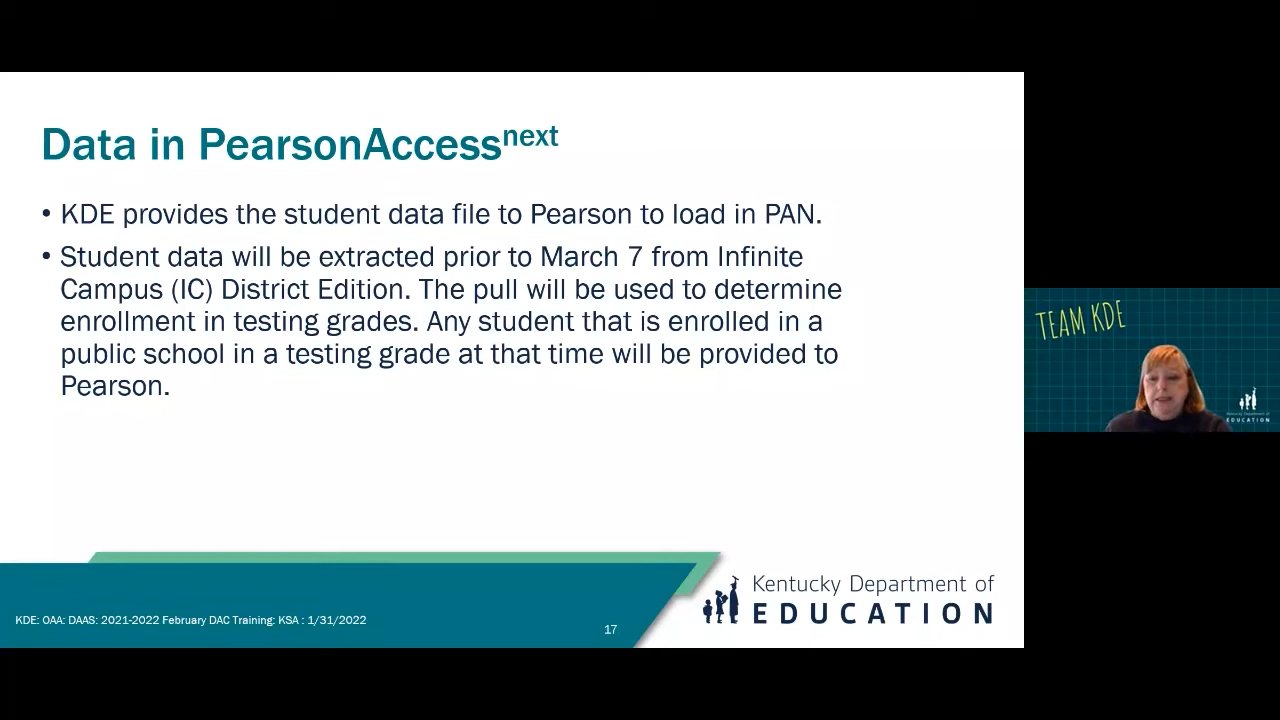 Data in PearsonAccessnext
• KDE provides the student data file to Pearson to load in PAN.
• Student data will be extracted prior to March 7 from Infinite
Campus (IC) District Edition. The pull will be used to determine
enrollment in testing grades. Any student that is enrolled in a
public school in a testing grade at that time will be provided to
Pearson.
TEAM KDE
Kentucky Department of
EDUCATION
KDE: OAA: DAAS: 2021-2022 February DAC Training: KSA : 1/31/2022
17
Kentucky Department of
EDUCATION